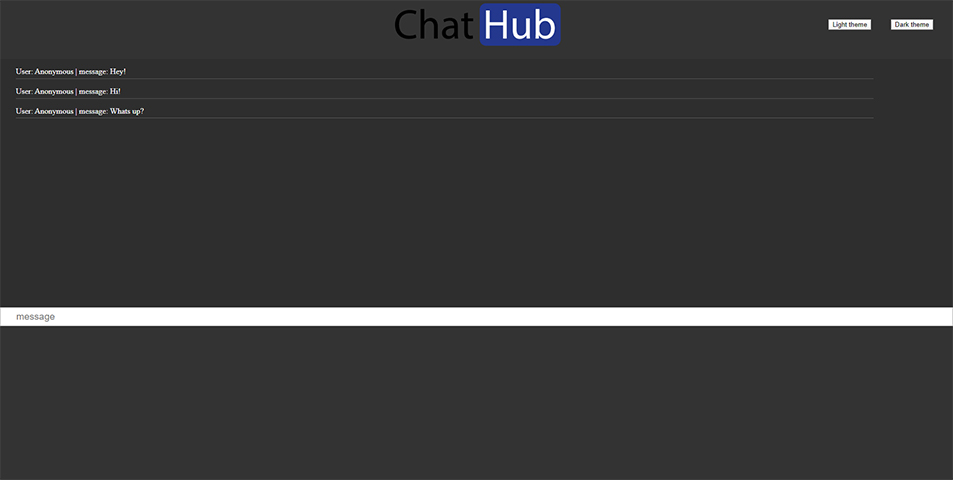 Chat Hub
Light theme Dark theme
User: Anonymous | message: Hey!
User: Anonymous | message: Hi!
User: Anonymous | message: Whats up?
message